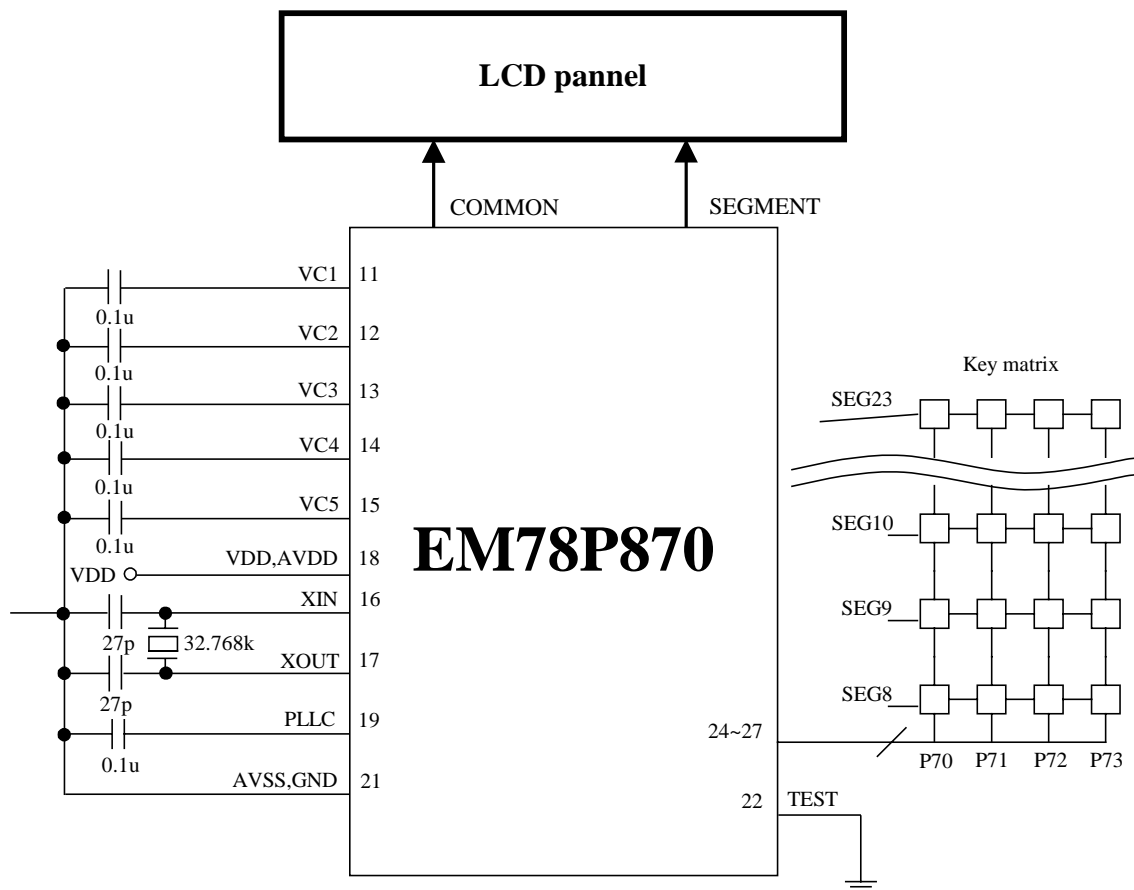 LCD pannel
COMMON
SEGMENT
VC1 11
0.1u
VC2 12
0.1u
VC3 13
0.1u
VC4 14
0.1u
VC5 15
0.1u
VDD
VDD,AVDD 18
XIN 16
27p
32.768k
XOUT 17
27p
PLLC 19
0.1u
AVSS,GND 21
EM78P870
Key matrix
SEG23
SEG10
SEG9
SEG8
24~27
P70 P71 P72 P73
22 TEST